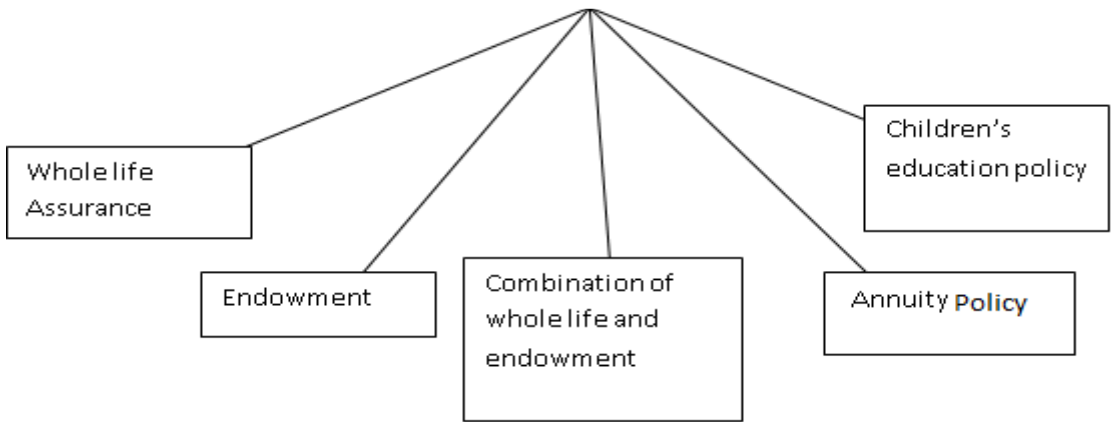 Whole life
Assurance
Endowment
Combination of
whole life and
endowment
Annuity Policy
Children’s
education policy